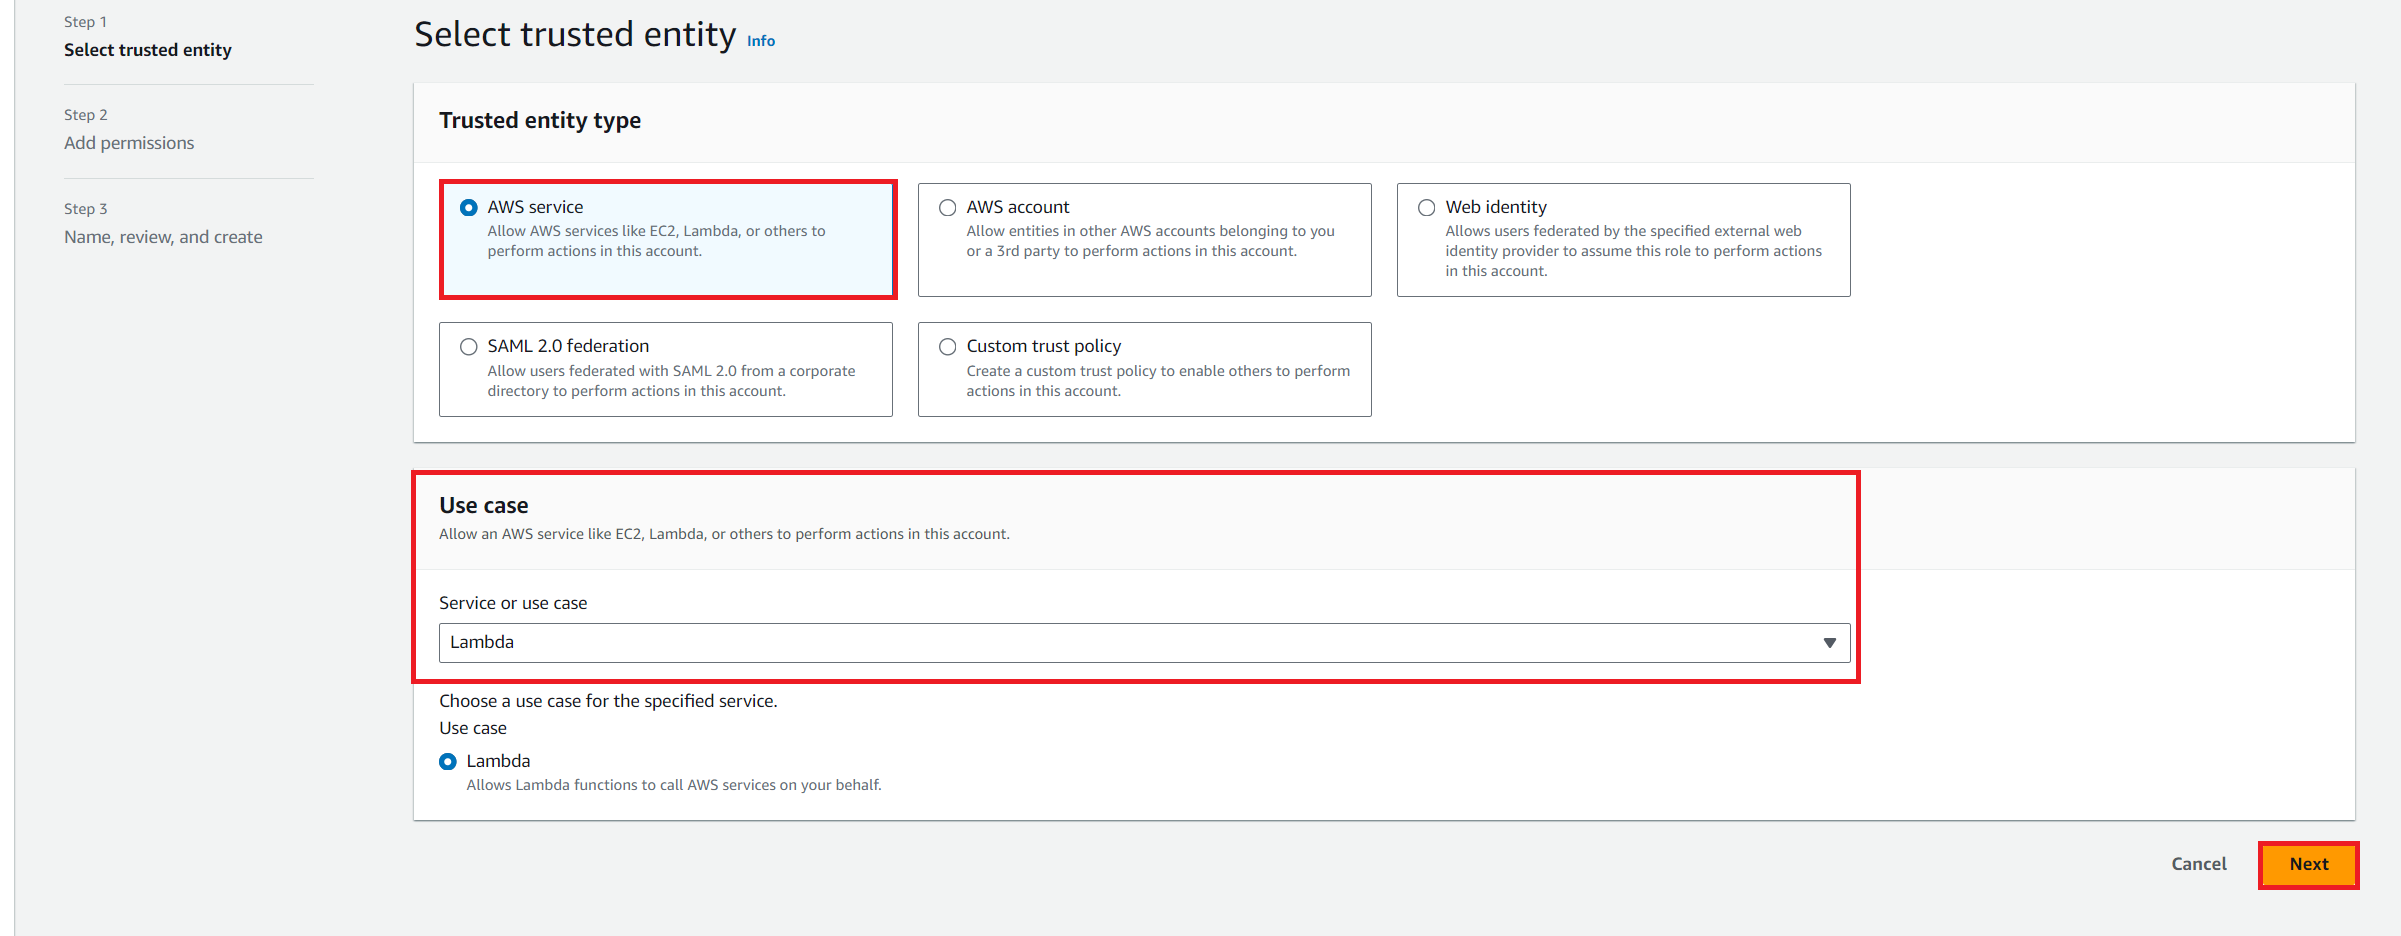 Step 1
Select trusted entity
Step 2
Add permissions
Step 3
Name, review, and create
Select trusted entity Info
Trusted entity type
AWS service
Allow AWS services like EC2, Lambda, or others to
perform actions in this account.
AWS account
Allow entities in other AWS accounts belonging to you
or a 3rd party to perform actions in this account.
Web identity
Allows users federated by the specified external web
identity provider to assume this role to perform actions
in this account.
SAML 2.0 federation
Allow users federated with SAML 2.0 from a corporate
directory to perform actions in this account.
Custom trust policy
Create a custom trust policy to enable others to perform
actions in this account.
Use case
Allow an AWS service like EC2, Lambda, or others to perform actions in this account.
Service or use case
Lambda
Choose a use case for the specified service.
Use case
Lambda
Allows Lambda functions to call AWS services on your behalf.
Cancel
Next